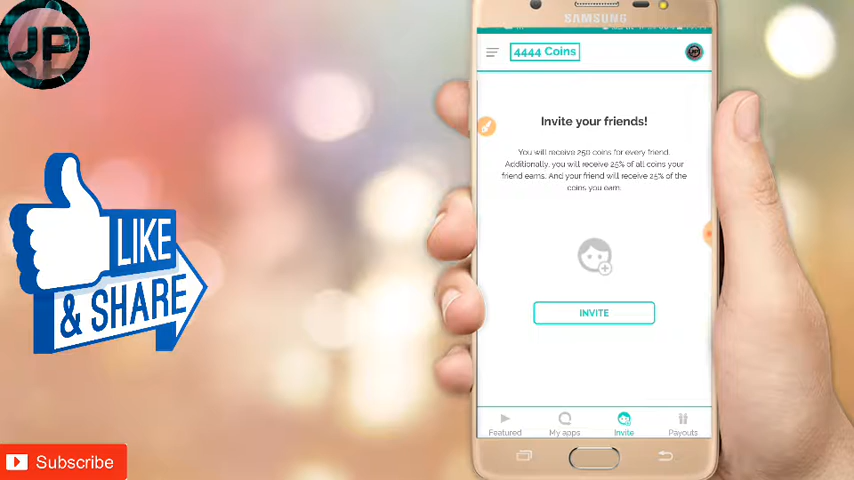 JP
SAMSUNG
4444 Coins
Invite your friends!
You will receive 250 coins for every friend.
Additionally, you will receive 25% of all coins your
friend earns. And your friend will receive 25% of the
coins you earn.
LIKE
& SHARE
INVITE
Featured
My apps
Invite
Payouts
Subscribe